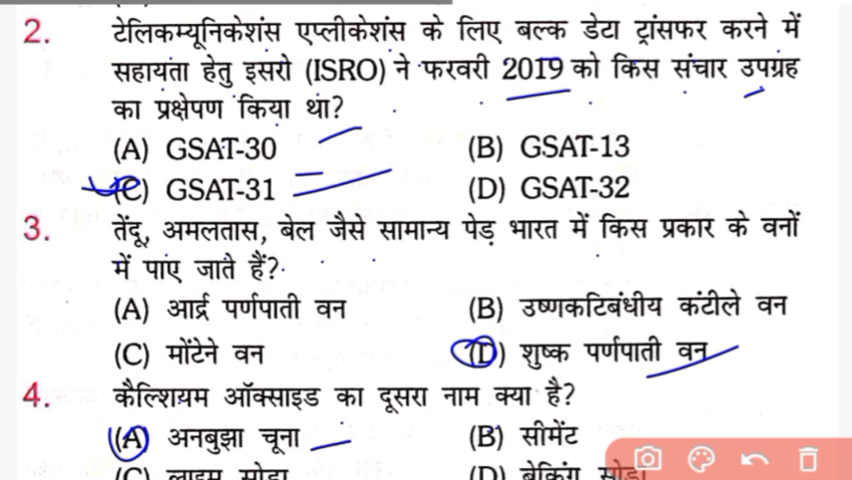 2. टेलिकम्यूनिकेशंस एप्लीकेशंस के लिए बल्क डेटा ट्रांसफर करने में
सहायता हेतु इसरो (ISRO) ने फरवरी 2019 को किस संचार उपग्रह
का प्रक्षेपण किया था?
(A) GSAT-30 (B) GSAT-13
(C) GSAT-31 (D) GSAT-32
3. तेंदू, अमलतास, बेल जैसे सामान्य पेड़ भारत में किस प्रकार के वनों
में पाए जाते हैं?
(A) आर्द्र पर्णपाती वन (B) उष्णकटिबंधीय कंटीले वन
(C) मोंटेने वन (D) शुष्क पर्णपाती वन
4. कैल्शियम ऑक्साइड का दूसरा नाम क्या है?
(A) अनबुझा चूना (B) सीमेंट
(C) लाइम सोडा (D) बेकिंग सोडा